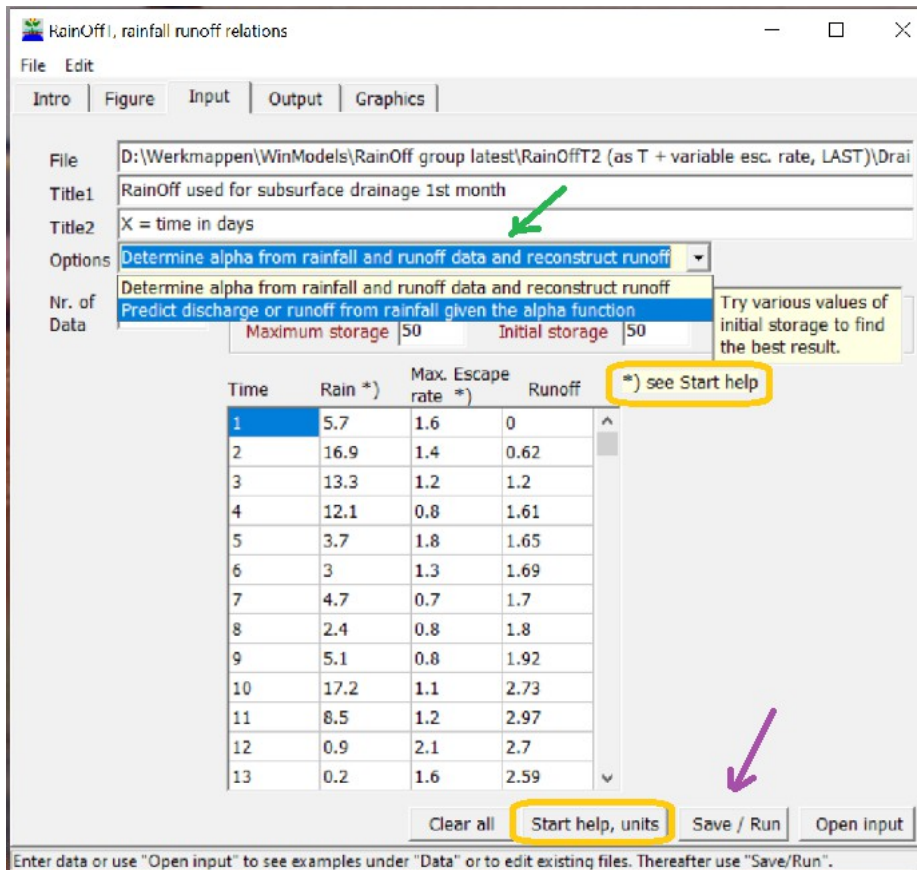 RainOffT, rainfall runoff relations
File Edit
Intro Figure Input Output Graphics
File D:\Werkmappen\WinModels\RainOff group latest\RainOffT2 (as T + variable esc. rate, LAST)\Drai
Title1 RainOff used for subsurface drainage 1st month
Title2 X = time in days
Options Determine alpha from rainfall and runoff data and reconstruct runoff
Determine alpha from rainfall and runoff data and reconstruct runoff
Predict discharge or runoff from rainfall given the alpha function
Nr. of
Data
Maximum storage 50 Initial storage 50
Try various values of
initial storage to find
the best result.
Time Rain *) Max. Escape rate *) Runoff
*) see Start help
1 5.7 1.6 0
2 16.9 1.4 0.62
3 13.3 1.2 1.2
4 12.1 0.8 1.61
5 3.7 1.8 1.65
6 3 1.3 1.69
7 4.7 0.7 1.7
8 2.4 0.8 1.8
9 5.1 0.8 1.92
10 17.2 1.1 2.73
11 8.5 1.2 2.97
12 0.9 2.1 2.7
13 0.2 1.6 2.59
Clear all Start help, units Save / Run Open input
Enter data or use "Open input" to see examples under "Data" or to edit existing files. Thereafter use "Save/Run".